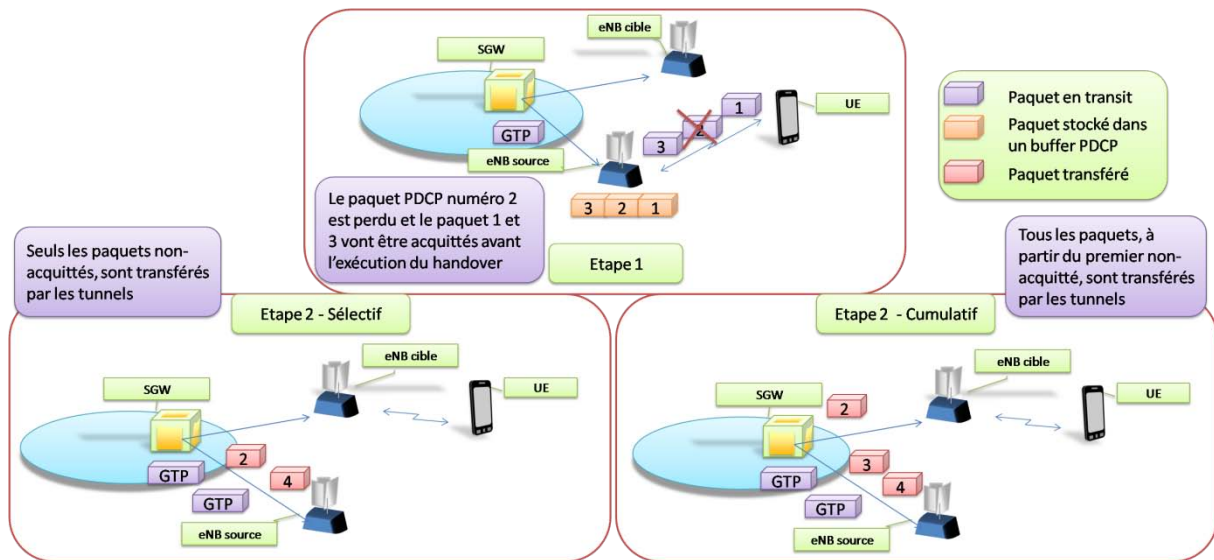 eNB cible
SGW
1
UE
2
3
GTP
eNB source
3 2 1
Le paquet PDCP numéro 2
est perdu et le paquet 1 et
3 vont être acquittés avant
l’exécution du handover
Etape 1
Paquet en transit
Paquet stocké dans
un buffer PDCP
Paquet transféré
Seuls les paquets non-
acquittés, sont transférés
par les tunnels
Tous les paquets, à
partir du premier non-
acquitté, sont transférés
par les tunnels
Etape 2 - Sélectif
eNB cible
SGW
UE
2
GTP
4
GTP
eNB source
Etape 2 - Cumulatif
eNB cible
SGW
UE
2
3
GTP
4
GTP
eNB source